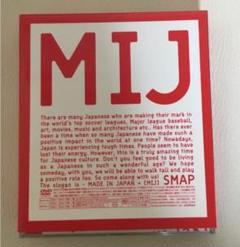 MIJ
There are many Japanese who are making their mark in
the world's top soccer leagues, Major league baseball,
art, movies, music and architecture etc.. Has there ever
been a time when so many Japanese have had such a
positive impact in the world at one time? Nowadays,
Japan is experiencing tough times. People seem to have
lost their energy. However, this is a truly amazing time
for Japanese culture. Don't you feel good to be living
as a Japanese in such a wonderful age? We hope
someday, with you, we will be able to walk tall and play
a positive role too. So come along with us! SMAP
The slogan is - MADE IN JAPAN = (MIJ)
DVD